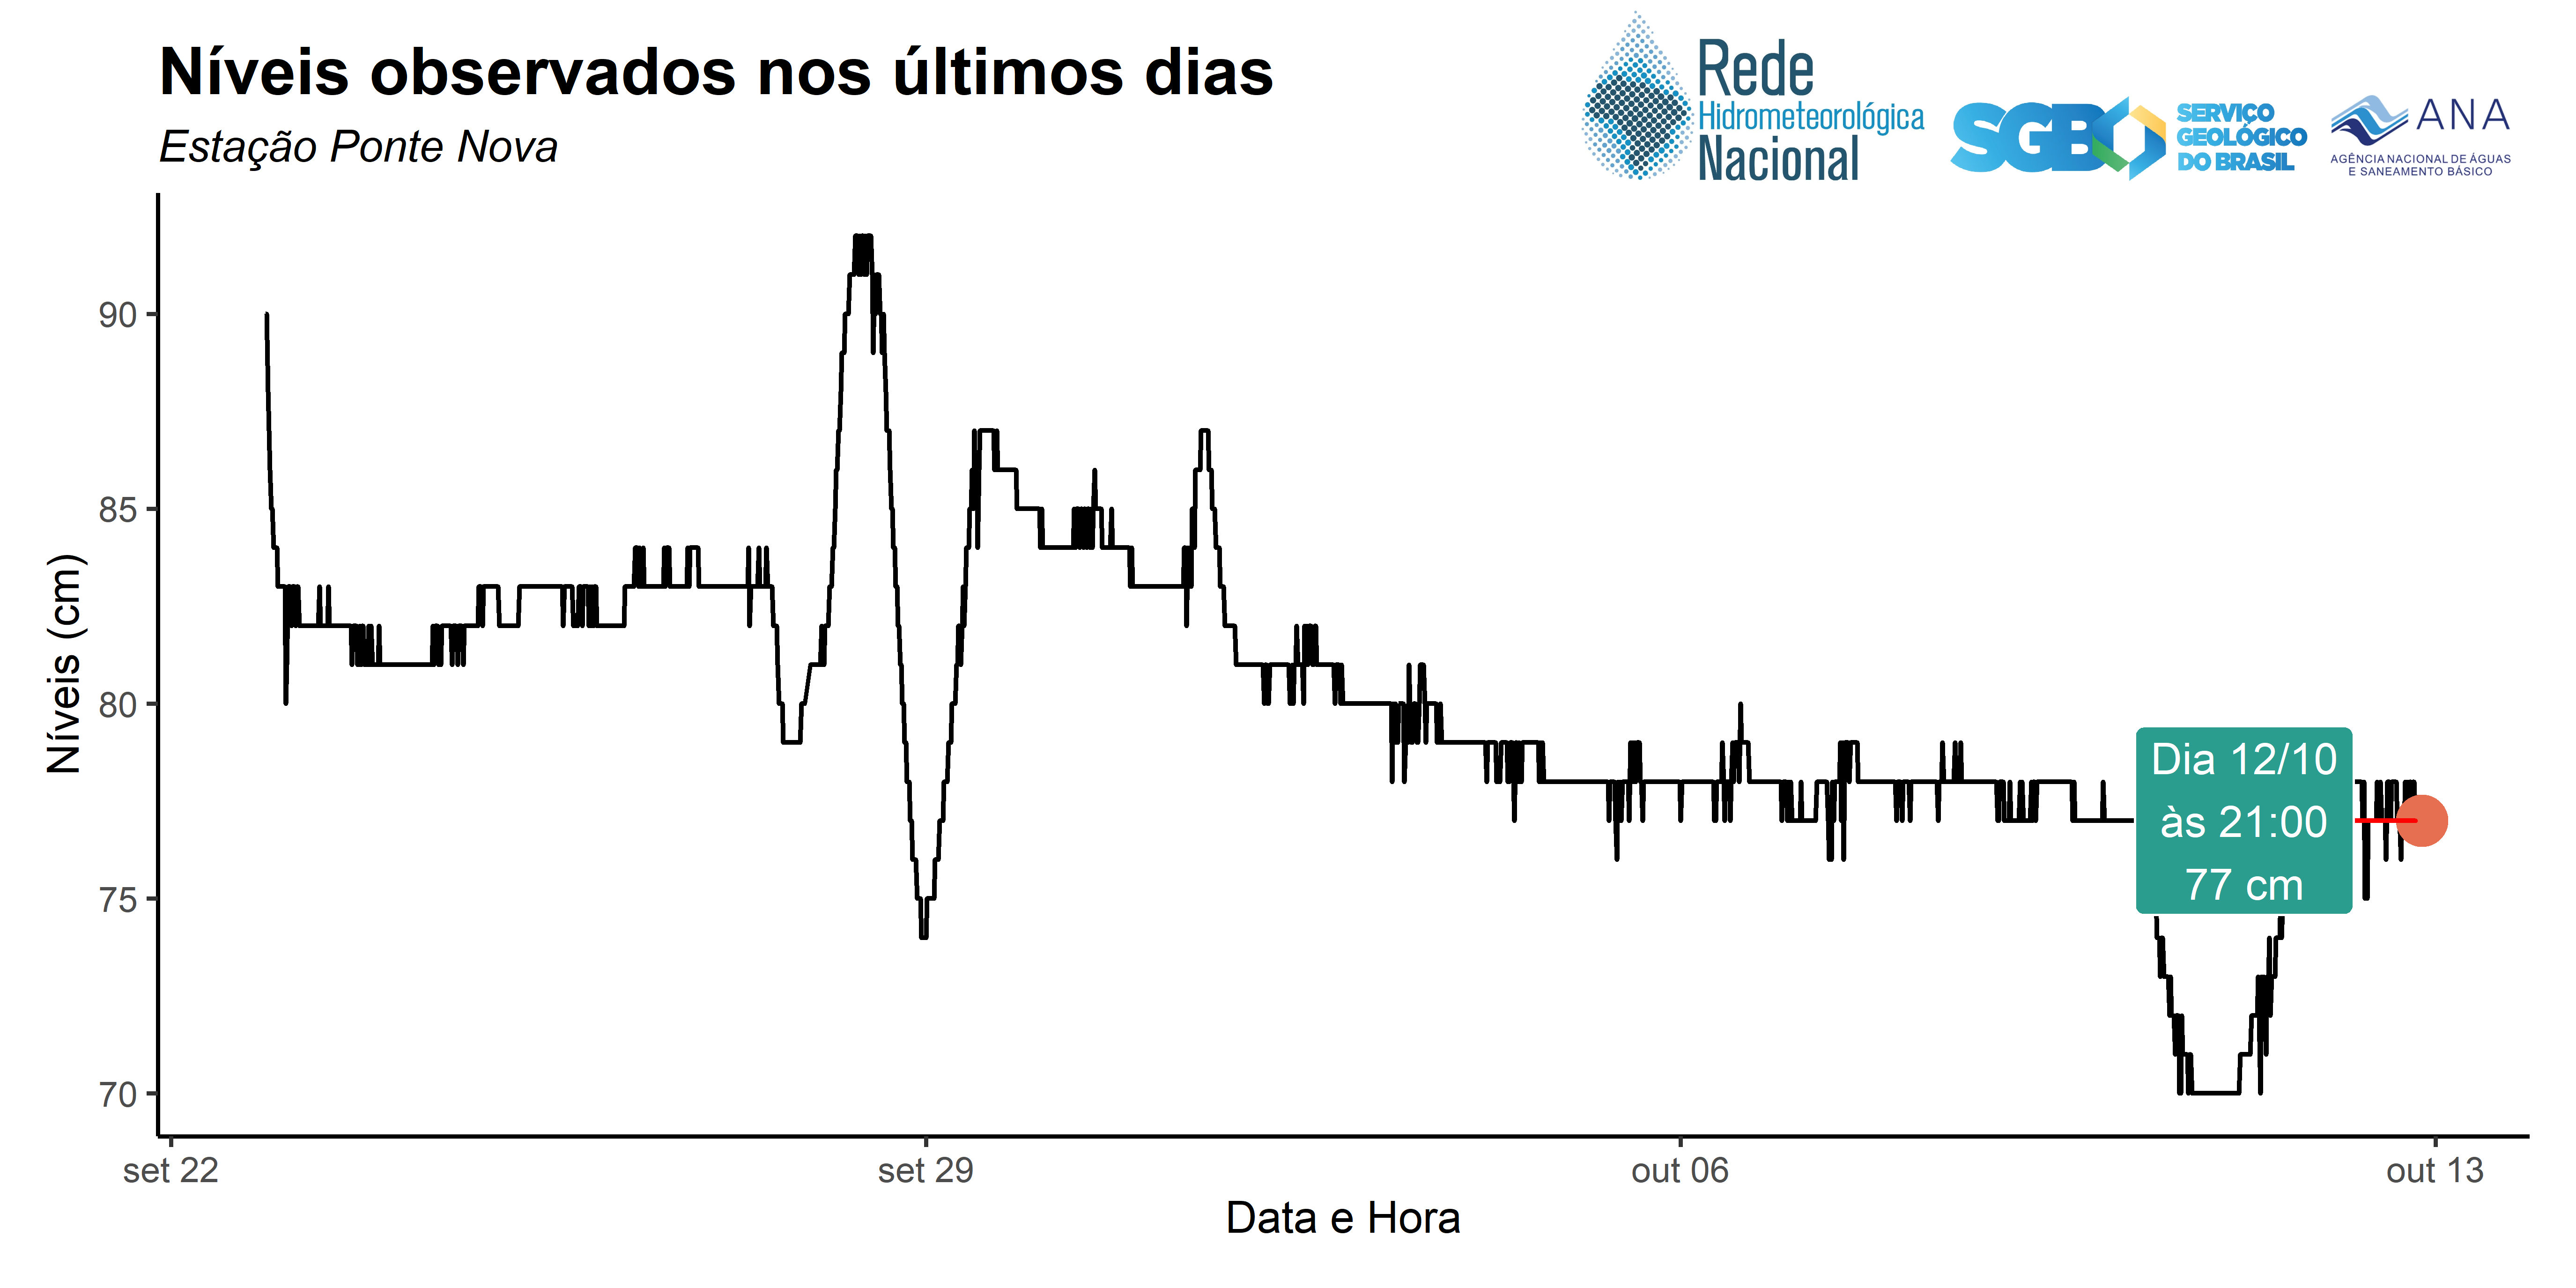 Níveis observados nos últimos dias
Estação Ponte Nova
Rede
Hidrometeorológica
Nacional
SGB
SERVIÇO
GEOLÓGICO
DO BRASIL
ANA
AGÊNCIA NACIONAL DE ÁGUAS
E SANEAMENTO BÁSICO
Níveis (cm)
90
85
80
75
70
Dia 12/10
às 21:00
77 cm
set 22
set 29
out 06
out 13
Data e Hora